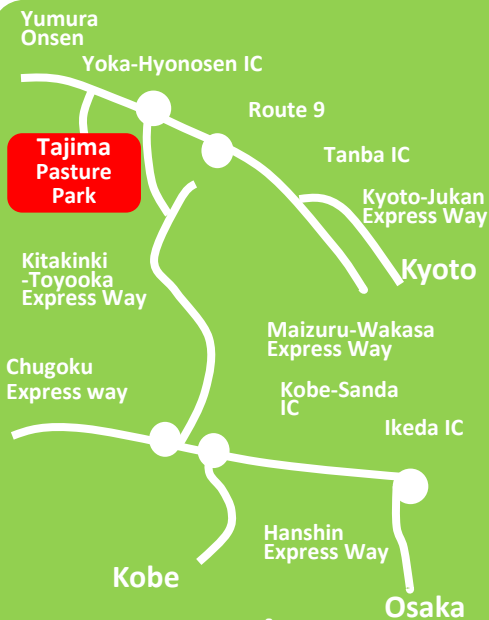 Yumura
Onsen
Yoka-Hyonosen IC
Route 9
Tajima
Pasture
Park
Tanba IC
Kyoto-Jukan
Express Way
Kyoto
Kitakinki
-Toyooka
Express Way
Maizuru-Wakasa
Express Way
Chugoku
Express way
Kobe-Sanda
IC
Ikeda IC
Hanshin
Express Way
Kobe
Osaka